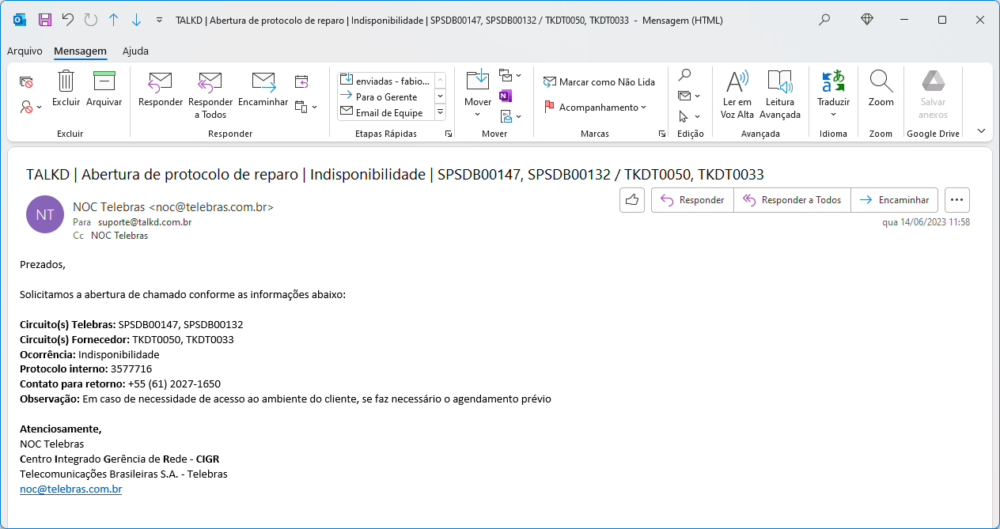 TALKD | Abertura de protocolo de reparo | Indisponibilidade | SPSDB00147, SPSDB00132 / TKDT0050, TKDT0033 - Mensagem (HTML)
Arquivo Mensagem Ajuda
Excluir
Arquivar
Excluir
Responder
Responder a Todos
Encaminhar
Responder
enviadas - fabio...
Para o Gerente
Email de Equipe
Etapas Rápidas
Mover
Mover
Marcar como Não Lida
Acompanhamento
Marcas
Edição
Ler em Voz Alta
Leitura Avançada
Avançada
Traduzir
Idioma
Zoom
Zoom
Salvar anexos
Google Drive
TALKD | Abertura de protocolo de reparo | Indisponibilidade | SPSDB00147, SPSDB00132 / TKDT0050, TKDT0033
NT
NOC Telebras <noc@telebras.com.br>
Para suporte@talkd.com.br
Cc NOC Telebras
Responder Responder a Todos Encaminhar
qua 14/06/2023 11:58
Prezados,
Solicitamos a abertura de chamado conforme as informações abaixo:
Circuito(s) Telebras: SPSDB00147, SPSDB00132
Circuito(s) Fornecedor: TKDT0050, TKDT0033
Ocorrência: Indisponibilidade
Protocolo interno: 3577716
Contato para retorno: +55 (61) 2027-1650
Observação: Em caso de necessidade de acesso ao ambiente do cliente, se faz necessário o agendamento prévio
Atenciosamente,
NOC Telebras
Centro Integrado Gerência de Rede - CIGR
Telecomunicações Brasileiras S.A. - Telebras
noc@telebras.com.br